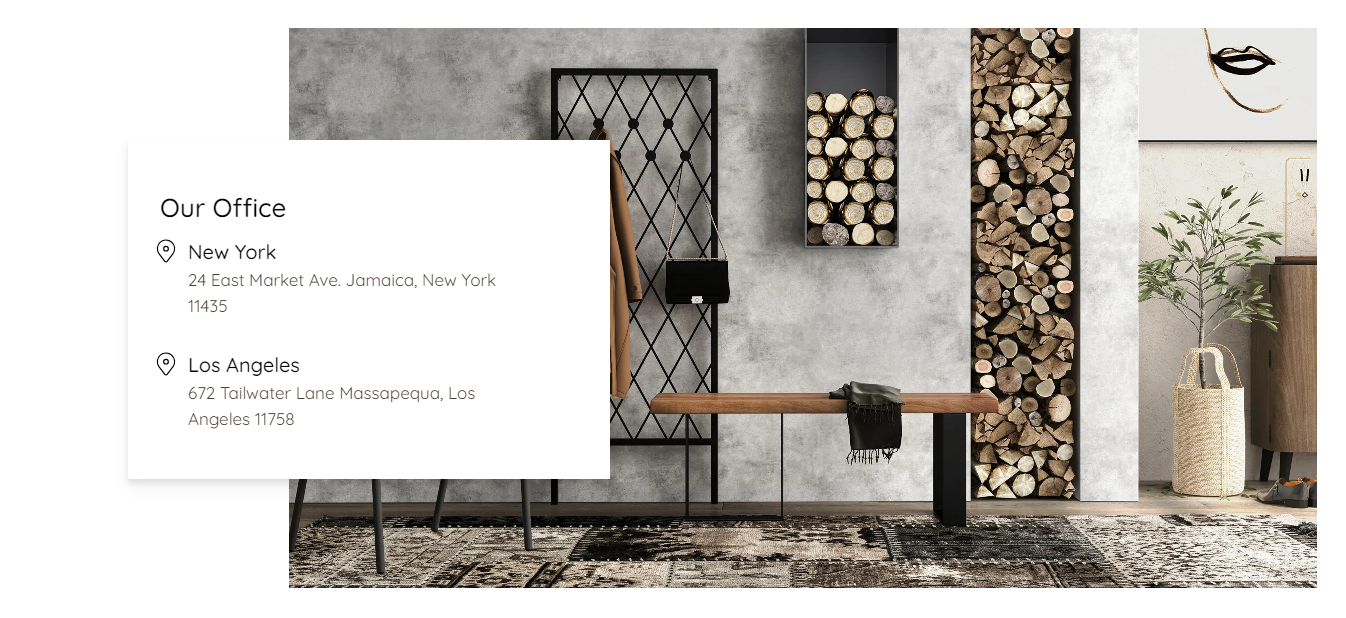 Our Office
New York
24 East Market Ave. Jamaica, New York
11435
Los Angeles
672 Tailwater Lane Massapequa, Los
Angeles 11758